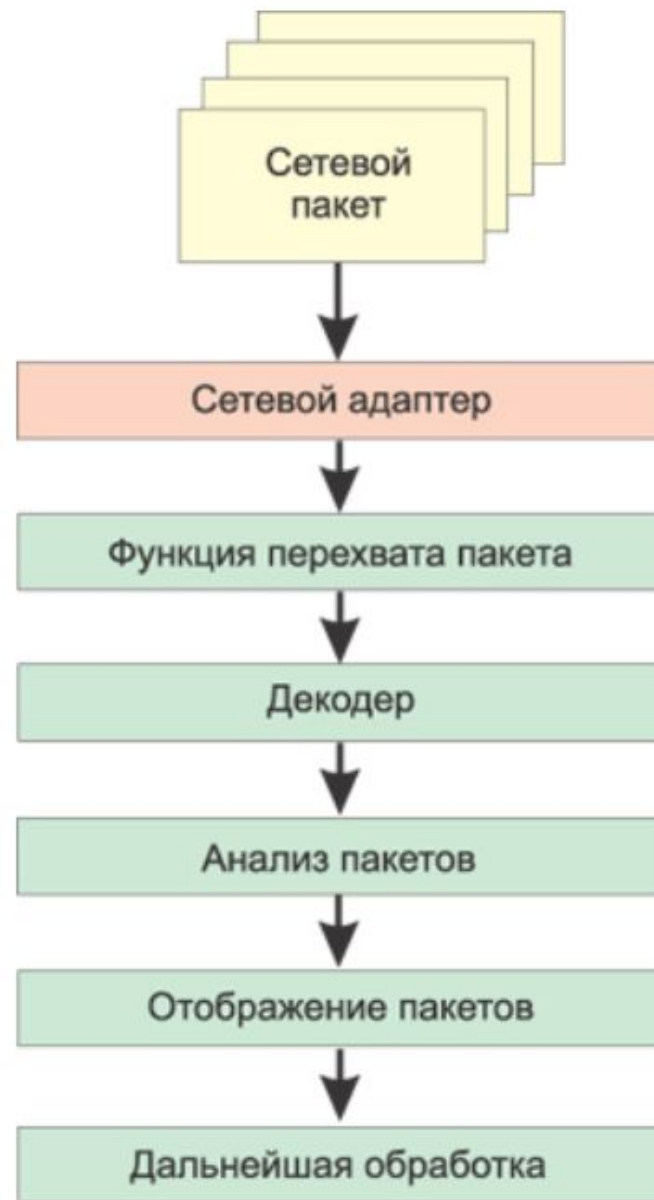 Сетевой
пакет
Сетевой адаптер
Функция перехвата пакета
Декодер
Анализ пакетов
Отображение пакетов
Дальнейшая обработка